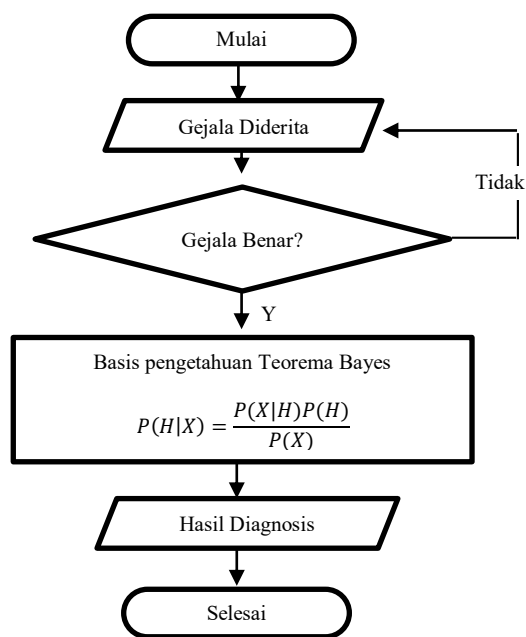 Mulai
Gejala Diderita
Tidak
Gejala Benar?
Y
Basis pengetahuan Teorema Bayes
P(H|X) = P(X|H)P(H) / P(X)
Hasil Diagnosis
Selesai